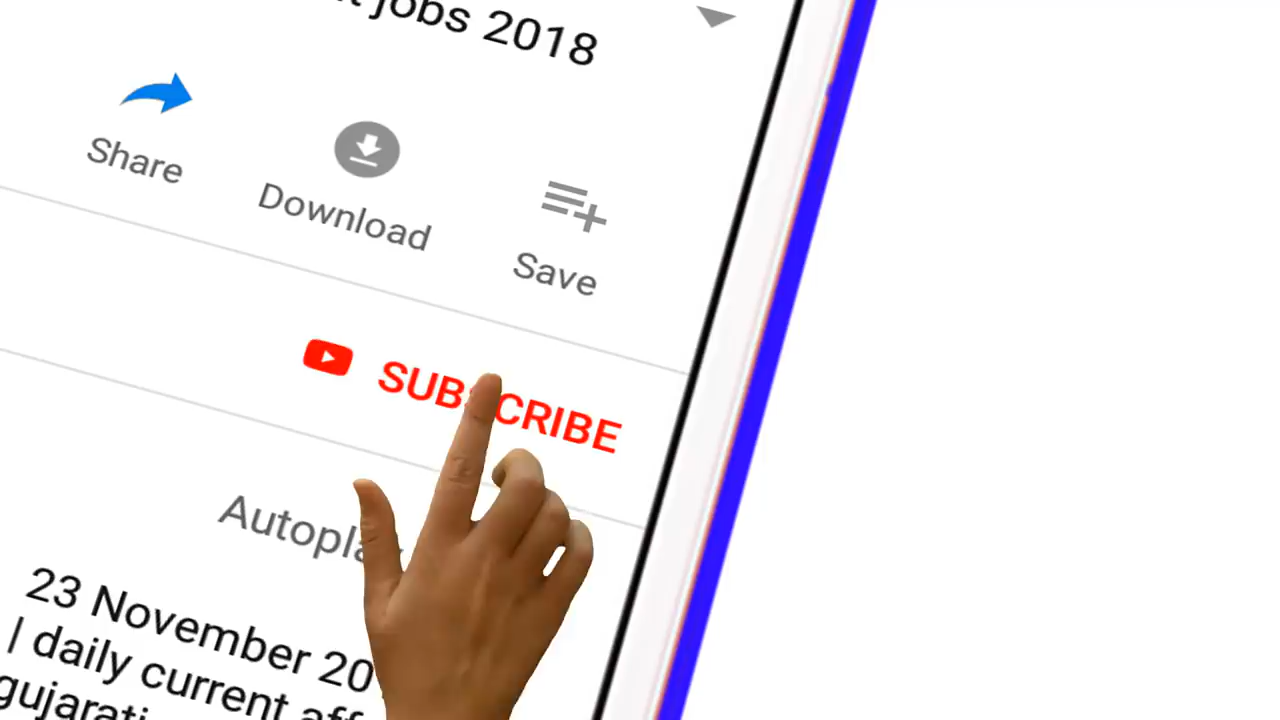 jobs 2018
Share
Download
Save
SUBSCRIBE
23 November 20
| daily current
gujarati